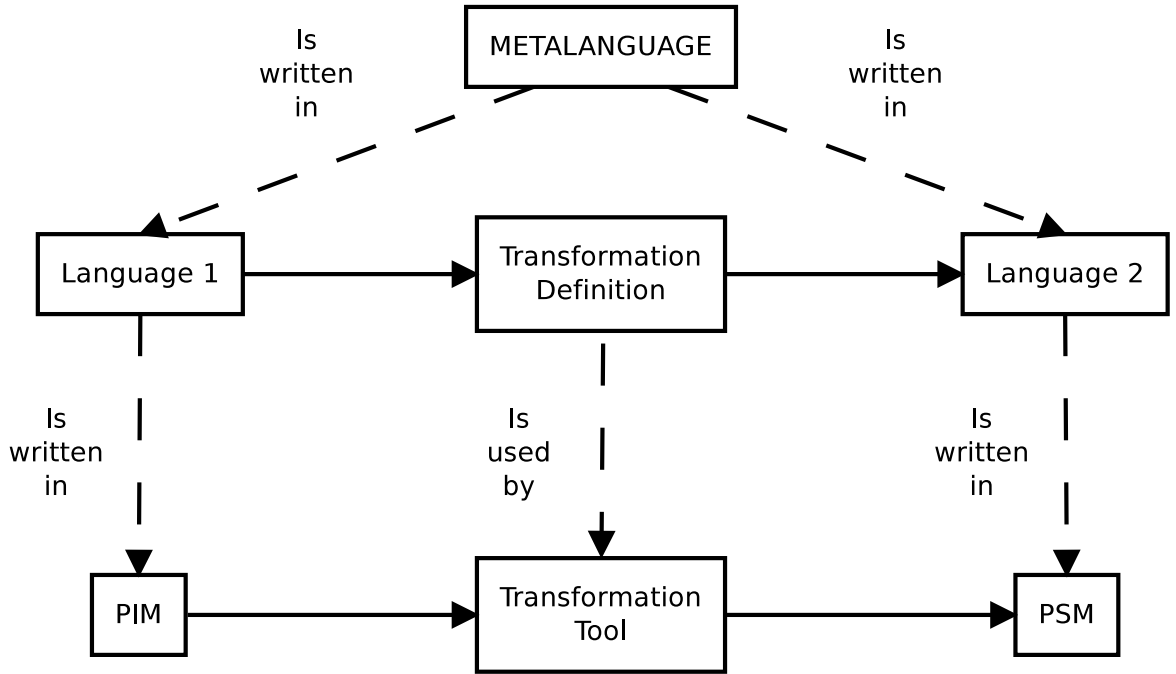 METALANGUAGE
Is
written
in
Is
written
in
Language 1
Transformation
Definition
Language 2
Is
written
in
Is
used
by
Is
written
in
PIM
Transformation
Tool
PSM